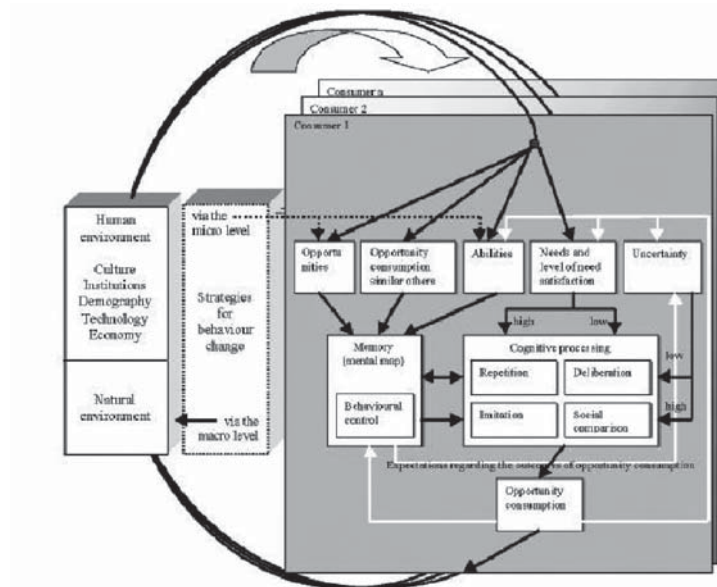 Consumer n
Consumer 2
Consumer 1
Human
environment
Culture
Institutions
Demography
Technology
Economy
Natural
environment
via the
micro level
Strategies
for
behaviour
change
via the
macro level
Opportu
nities
Opportunity
consumption
similar others
Abilities
Needs and
level of need
satisfaction
Uncertainty
high
low
Memory
(mental map)
Behavioural
control
Cognitive processing
Repetition
Deliberation
Imitation
Social
comparison
low
high
Expectations regarding the outcome of opportunity consumption
Opportunity
consumption